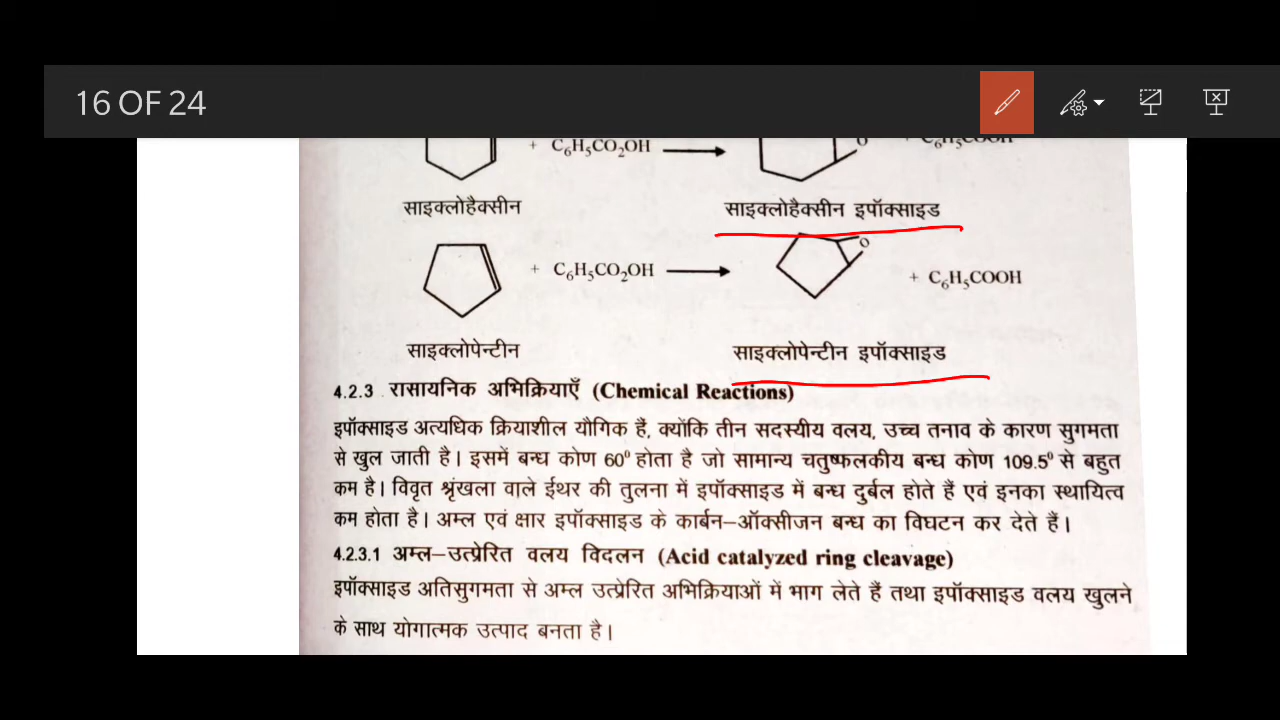 16 OF 24
+ C₆H₅CO₂OH O + C₆H₅COOH
साइक्लोहैक्सीन साइक्लोहैक्सीन इपॉक्साइड
+ C₆H₅CO₂OH O + C₆H₅COOH
साइक्लोपेन्टीन साइक्लोपेन्टीन इपॉक्साइड
4.2.3 रासायनिक अभिक्रियाएँ (Chemical Reactions)
इपॉक्साइड अत्यधिक क्रियाशील यौगिक हैं, क्योंकि तीन सदस्यीय वलय, उच्च तनाव के कारण सुगमता
से खुल जाती है। इसमें बन्ध कोण 60⁰ होता है जो सामान्य चतुष्फलकीय बन्ध कोण 109.5⁰ से बहुत
कम है। विवृत श्रृंखला वाले ईथर की तुलना में इपॉक्साइड में बन्ध दुर्बल होते हैं एवं इनका स्थायित्व
कम होता है। अम्ल एवं क्षार इपॉक्साइड के कार्बन–ऑक्सीजन बन्ध का विघटन कर देते हैं।
4.2.3.1 अम्ल–उत्प्रेरित वलय विदलन (Acid catalyzed ring cleavage)
इपॉक्साइड अतिसुगमता से अम्ल उत्प्रेरित अभिक्रियाओं में भाग लेते हैं तथा इपॉक्साइड वलय खुलने
के साथ योगात्मक उत्पाद बनता है।